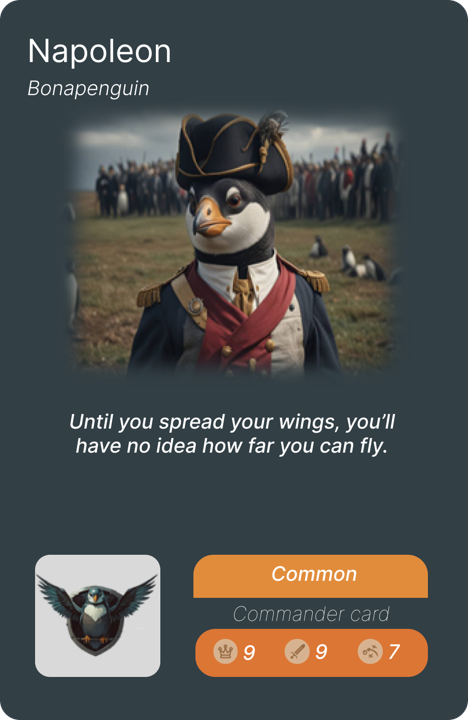 Napoleon
Bonapenguin
Until you spread your wings, you’ll
have no idea how far you can fly.
Common
Commander card
9 9 7